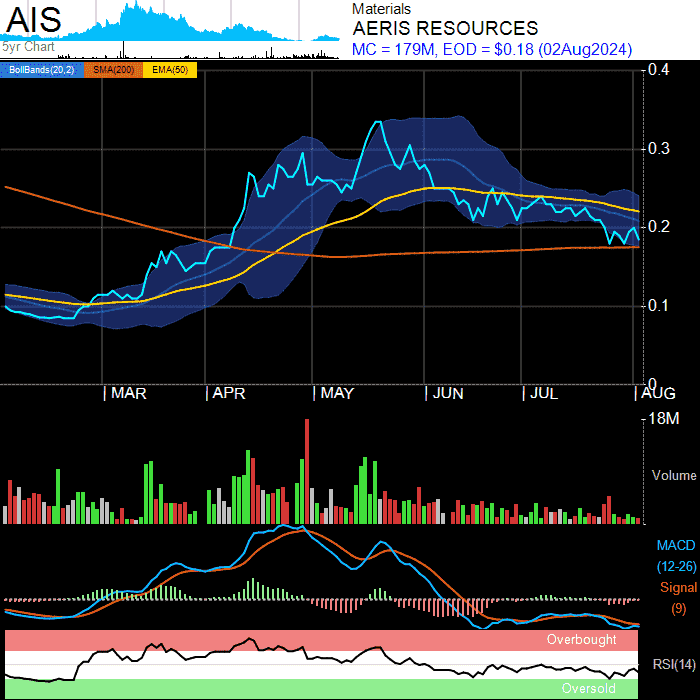 AIS
5yr Chart
Materials
AERIS RESOURCES
MC = 179M, EOD = $0.18 (02Aug2024)
BollBands(20,2) SMA(200) EMA(50)
0.4
0.3
0.2
0.1
0
| MAR | APR | MAY | JUN | JUL | AUG
18M
Volume
MACD
(12-26)
Signal
(9)
Overbought
RSI(14)
Oversold